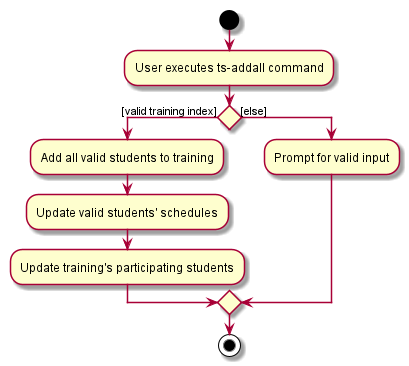 User executes ts-addall command
[valid training index]
[else]
Add all valid students to training
Prompt for valid input
Update valid students' schedules
Update training's participating students